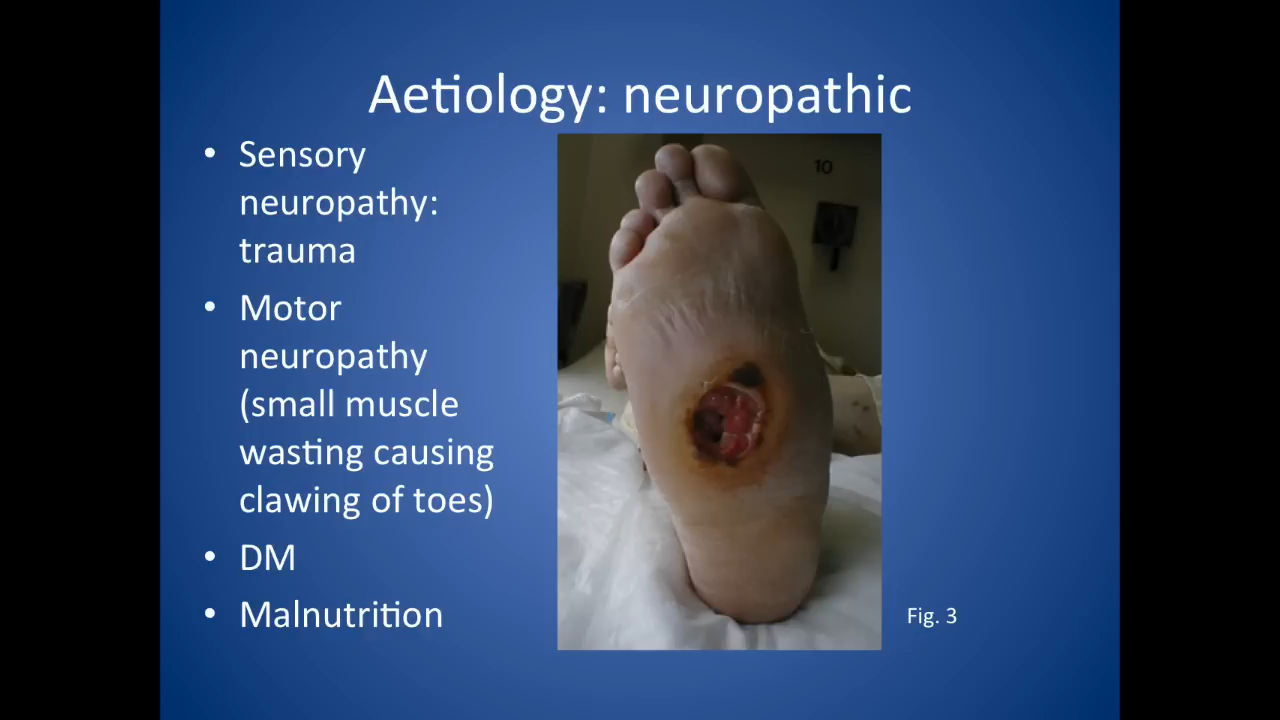 Aetiology: neuropathic
• Sensory
neuropathy:
trauma
• Motor
neuropathy
(small muscle
wasting causing
clawing of toes)
• DM
• Malnutrition
10
Fig. 3